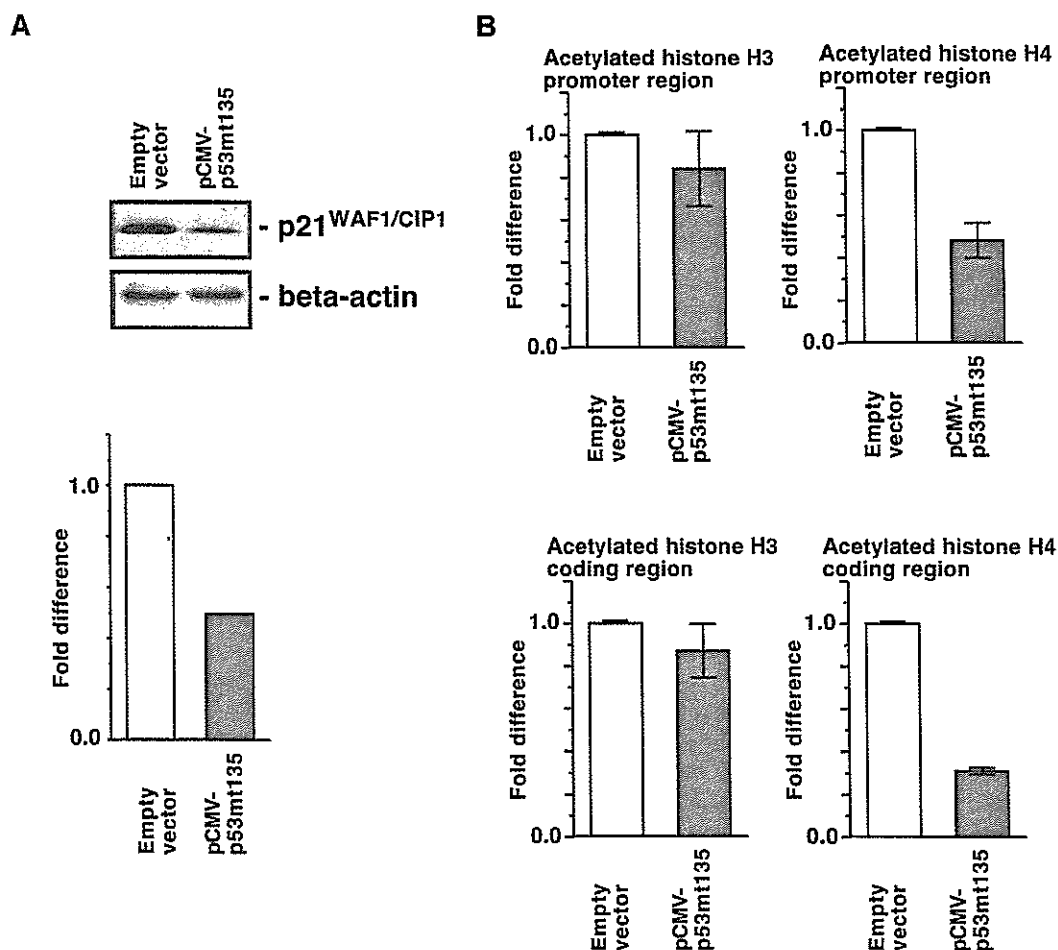 A
Empty
vector
pCMV-
p53mt135
- p21WAF1/CIP1
- beta-actin
Fold difference
1.0
0.0
Empty
vector
pCMV-
p53mt135
B
Acetylated histone H3
promoter region
Fold difference
1.0
0.0
Empty
vector
pCMV-
p53mt135
Acetylated histone H4
promoter region
Fold difference
1.0
0.0
Empty
vector
pCMV-
p53mt135
Acetylated histone H3
coding region
Fold difference
1.0
0.0
Empty
vector
pCMV-
p53mt135
Acetylated histone H4
coding region
Fold difference
1.0
0.0
Empty
vector
pCMV-
p53mt135